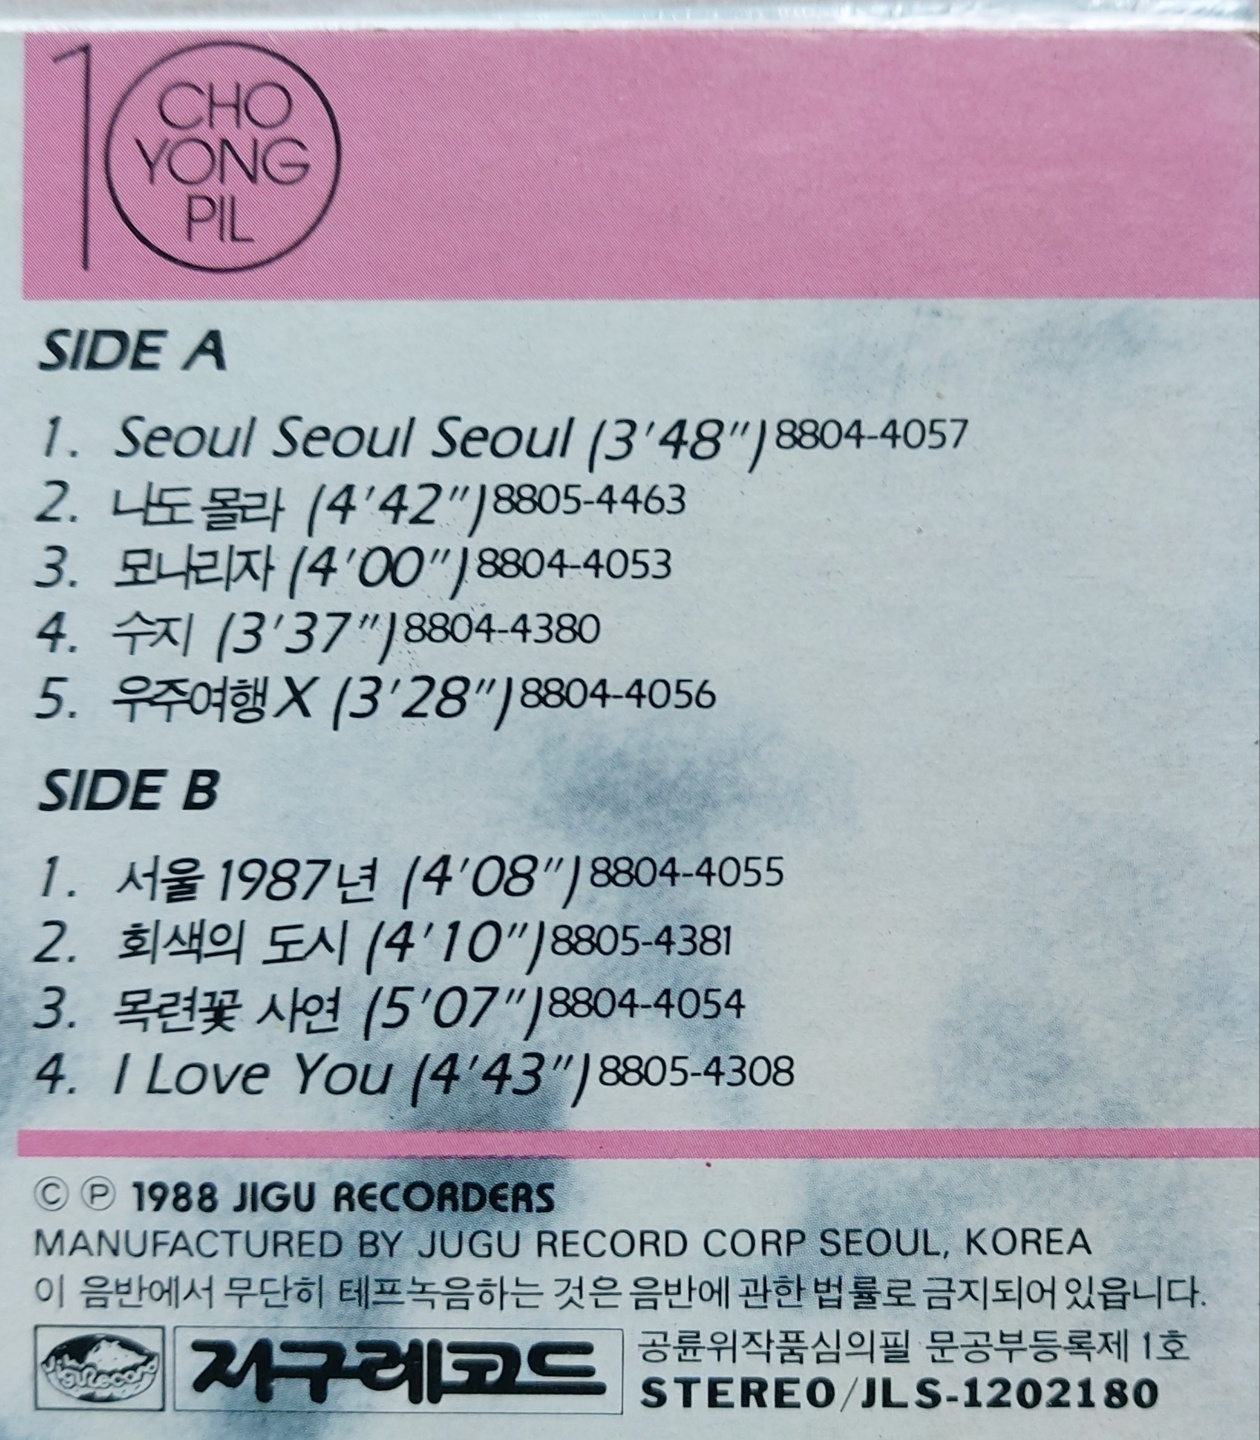 10
CHO
YONG
PIL
SIDE A
1. Seoul Seoul Seoul (3'48") 8804-4057
2. 나도 몰라 (4'42") 8805-4463
3. 모나리자 (4'00") 8804-4053
4. 수지 (3'37") 8804-4380
5. 우주여행 X (3'28") 8804-4056
SIDE B
1. 서울 1987년 (4'08") 8804-4055
2. 회색의 도시 (4'10") 8805-4381
3. 목련꽃 사연 (5'07") 8804-4054
4. I Love You (4'43") 8805-4308
© ℗ 1988 JIGU RECORDERS
MANUFACTURED BY JUGU RECORD CORP SEOUL, KOREA
이 음반에서 무단히 테프녹음하는 것은 음반에 관한 법률로 금지되어 있읍니다.
지구레코드
공륜위작품심의필 문공부등록제 1호
STEREO/JLS-1202180